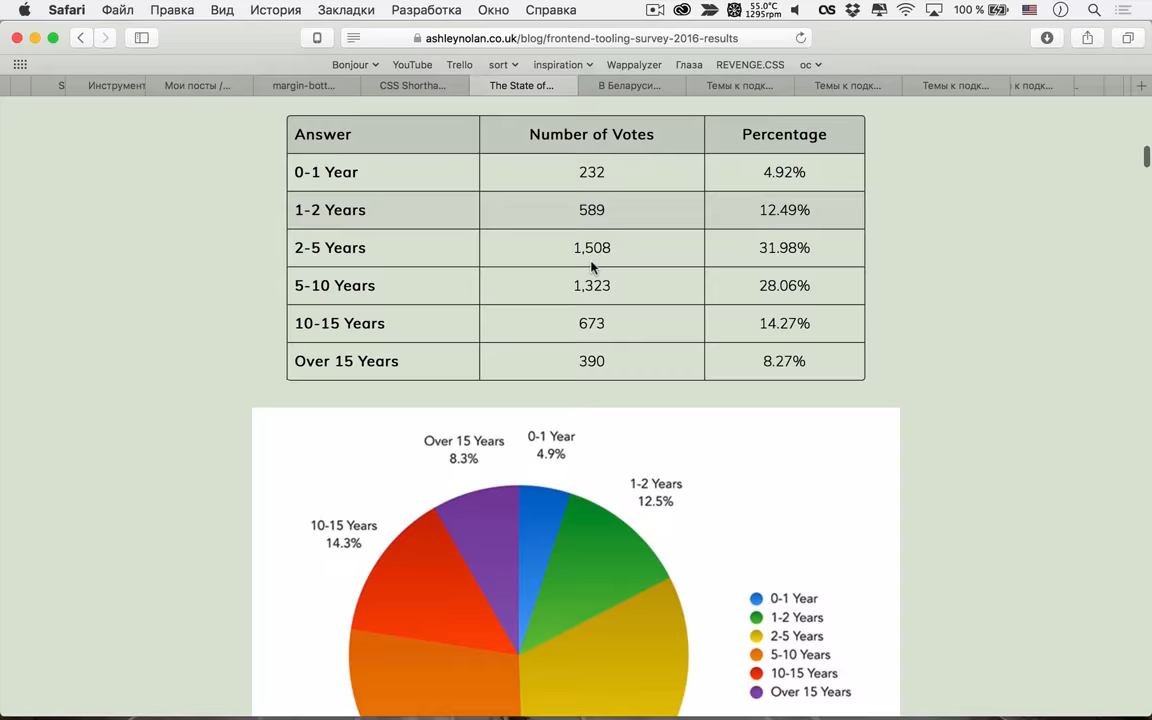 Safari Файл Правка Вид История Закладки Разработка Окно Справка 55.0°C 1295rpm 100 %
ashleynolan.co.uk/blog/frontend-tooling-survey-2016-results
Bonjour YouTube Trello sort inspiration Wappalyzer Глаза REVENGE.CSS ос
S Инструмент Мои посты /... margin-bott... CSS Shortha... The State of... В Беларуси... Темы к подк... Темы к подк... Темы к подк... к подк...
Answer Number of Votes Percentage
0-1 Year 232 4.92%
1-2 Years 589 12.49%
2-5 Years 1,508 31.98%
5-10 Years 1,323 28.06%
10-15 Years 673 14.27%
Over 15 Years 390 8.27%
Over 15 Years
8.3%
0-1 Year
4.9%
1-2 Years
12.5%
10-15 Years
14.3%
0-1 Year
1-2 Years
2-5 Years
5-10 Years
10-15 Years
Over 15 Years